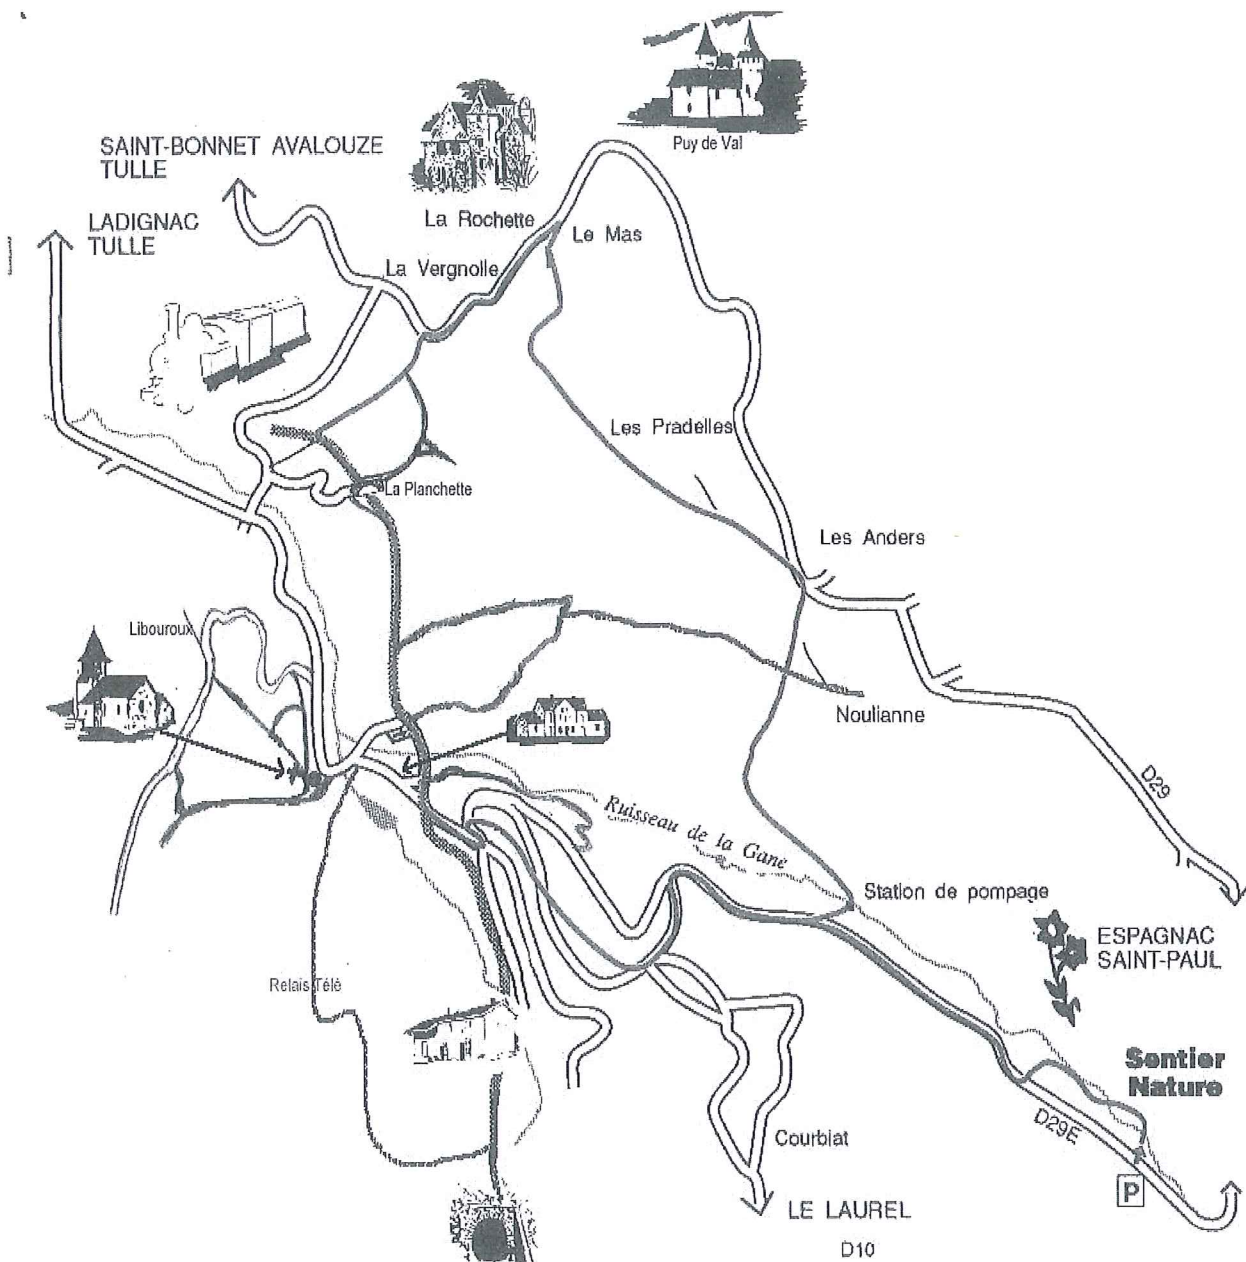 Puy de Val
SAINT-BONNET AVALOUZE
TULLE
LADIGNAC
TULLE
La Rochette
Le Mas
La Vergnolle
Les Pradelles
La Planchette
Les Anders
Libouroux
Noulianne
D29
Ruisseau de la Gane
Station de pompage
ESPAGNAC
SAINT-PAUL
Relais Télé
Sentier
Nature
D29E
Courbiat
P
LE LAUREL
D10